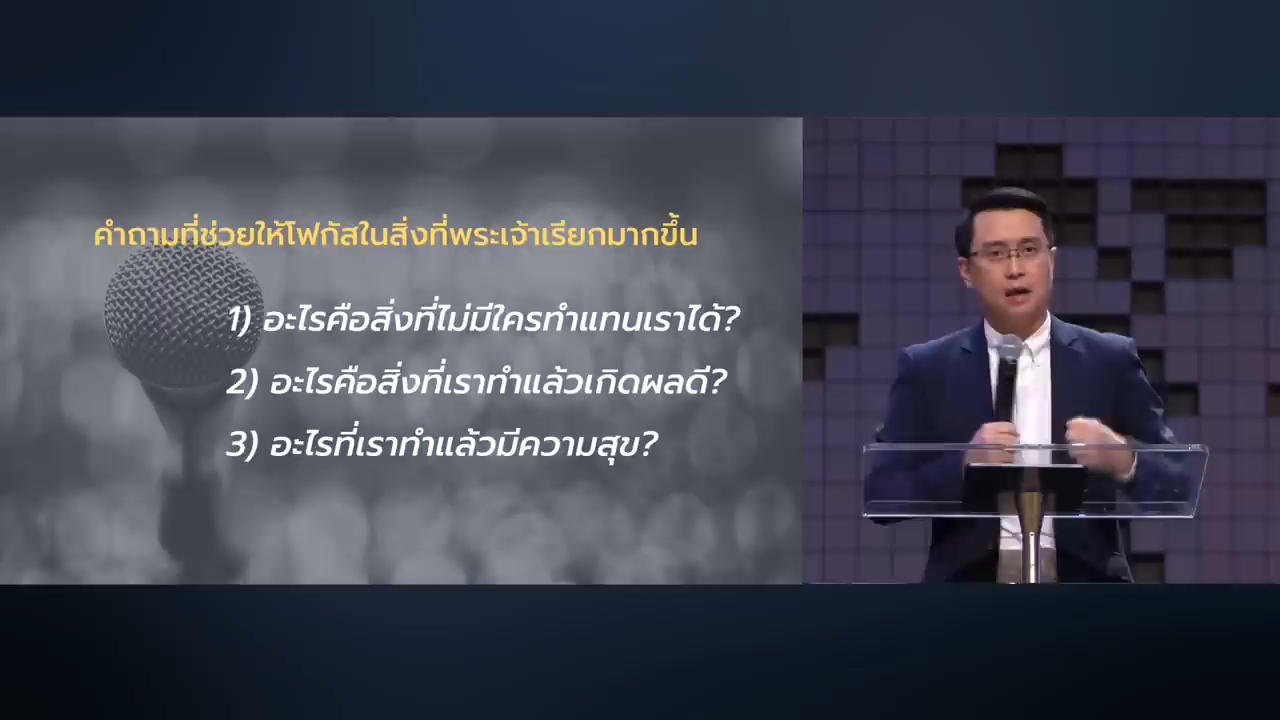 คำถามที่ช่วยให้โฟกัสในสิ่งที่พระเจ้าเรียกมากขึ้น
1) อะไรคือสิ่งที่ไม่มีใครทำแทนเราได้?
2) อะไรคือสิ่งที่เราทำแล้วเกิดผลดี?
3) อะไรที่เราทำแล้วมีความสุข?